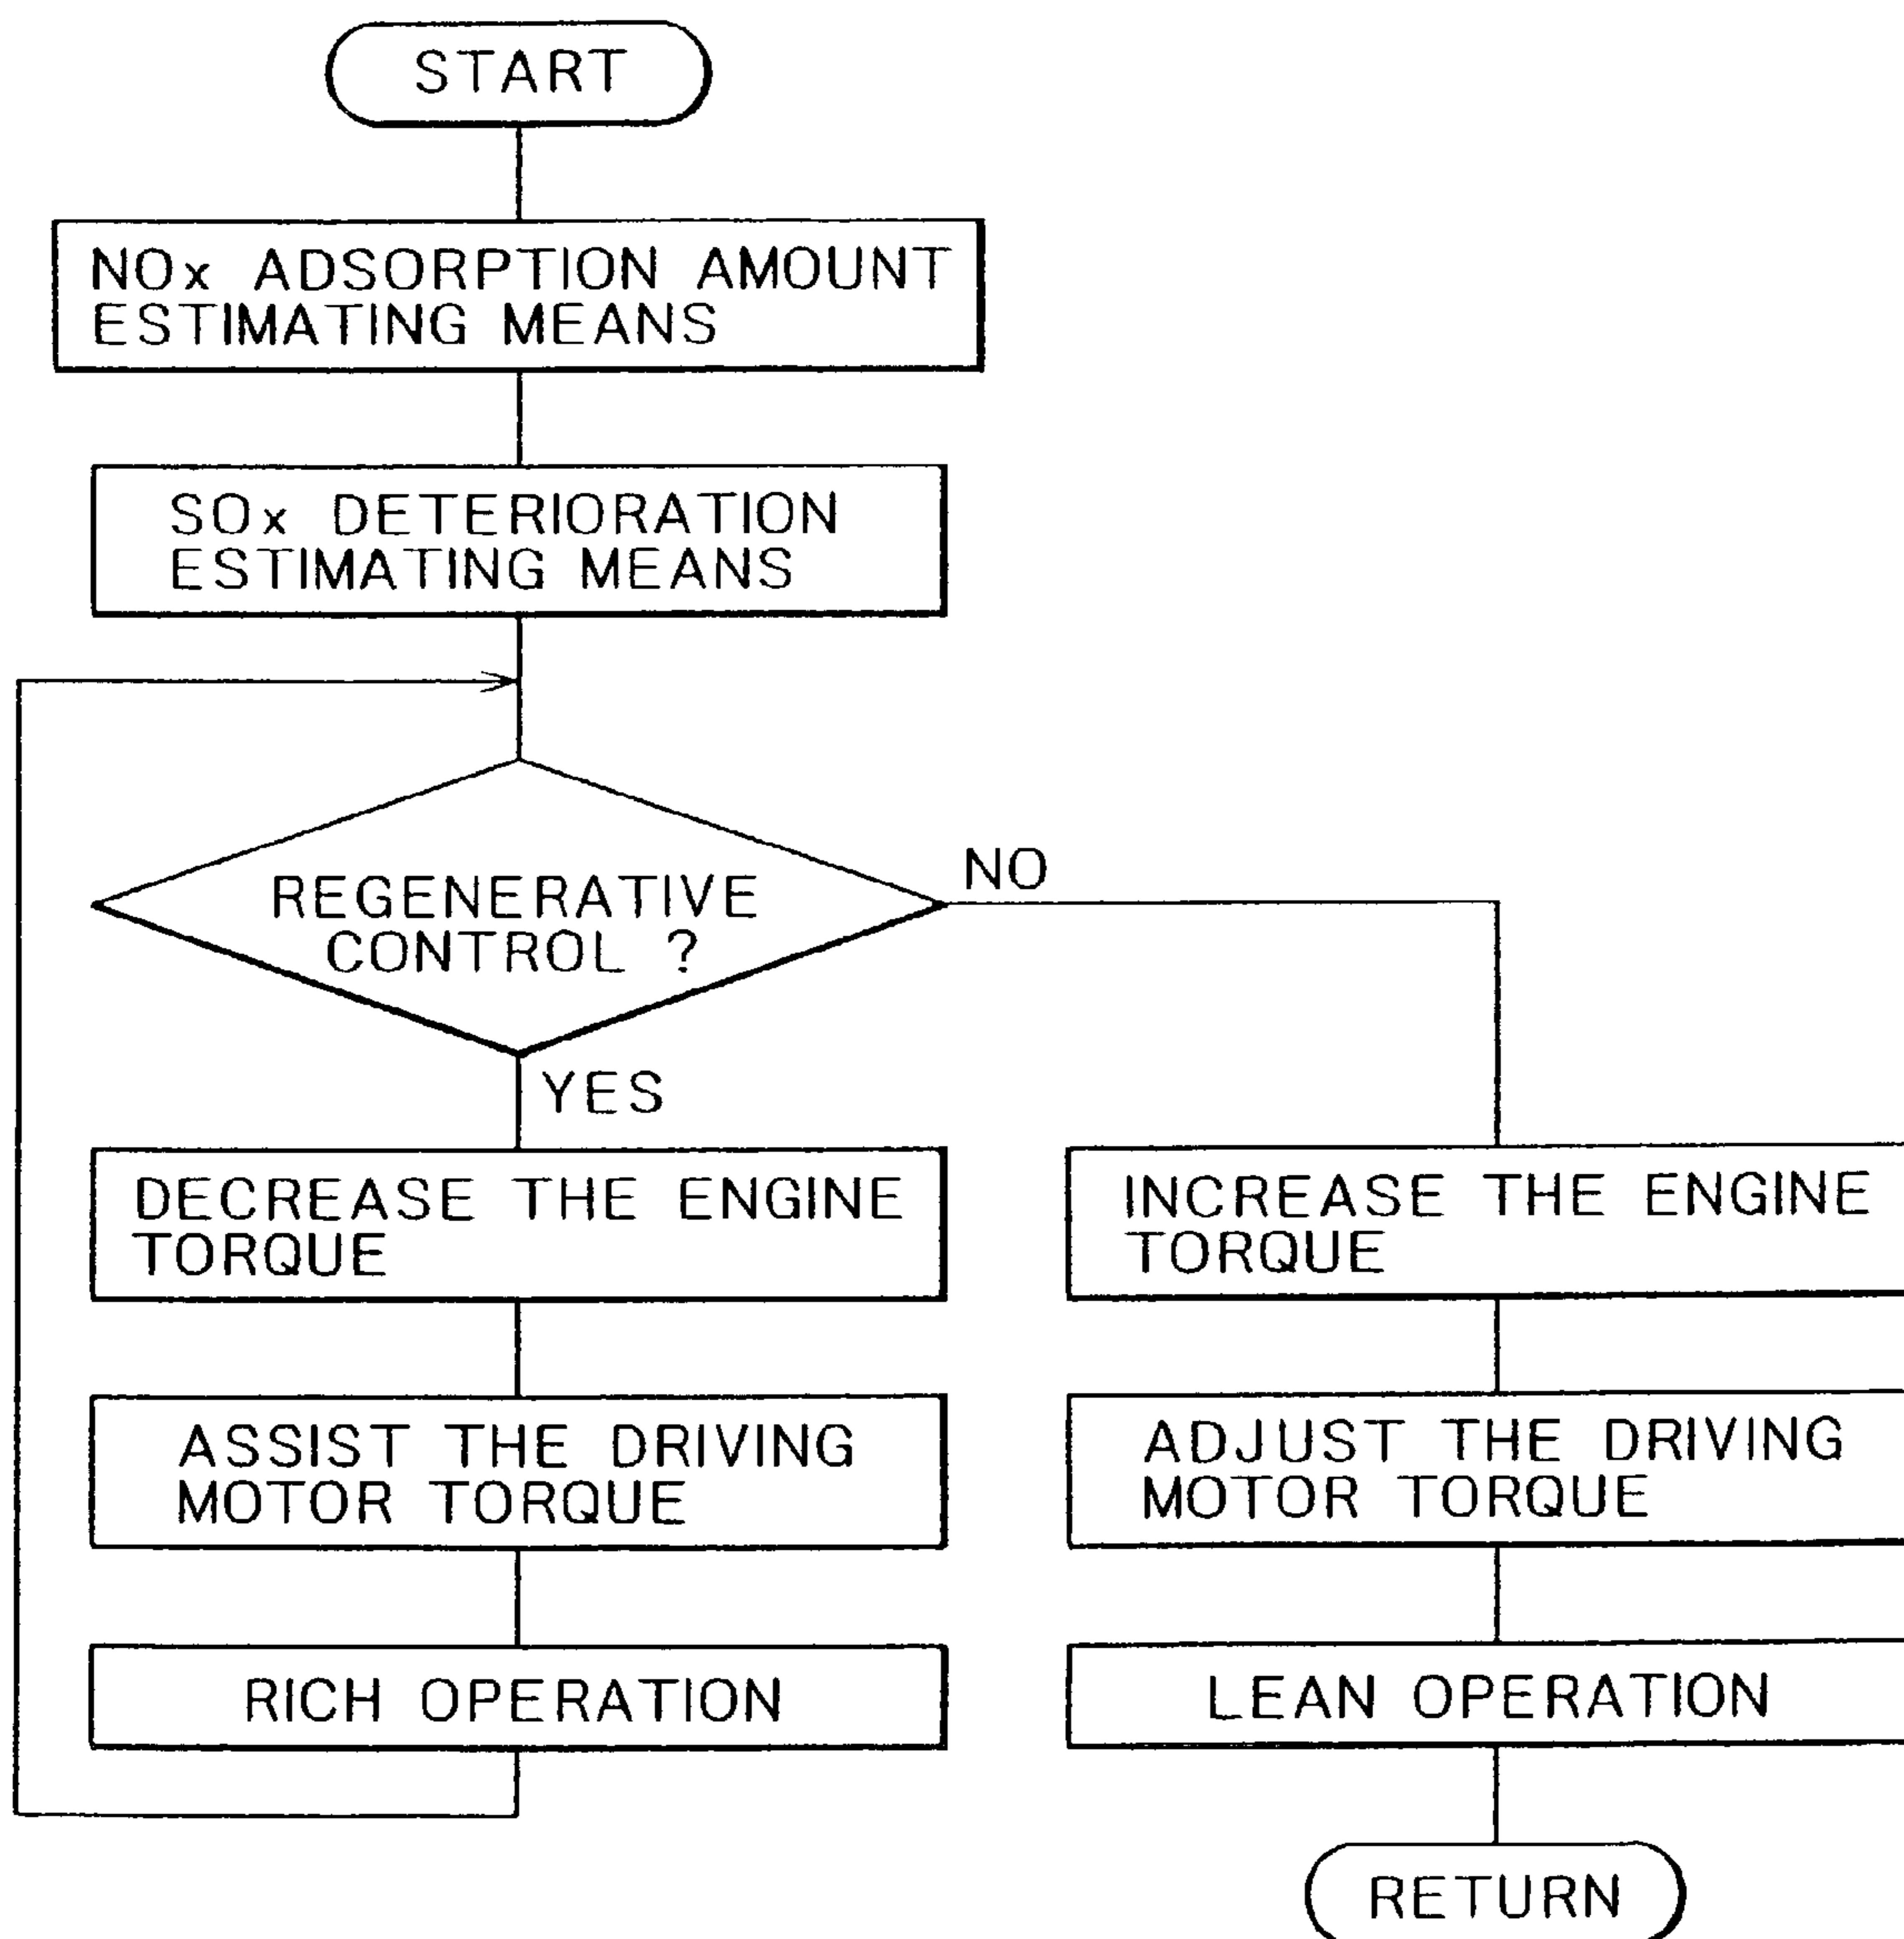 START
NOx ADSORPTION AMOUNT
ESTIMATING MEANS
SOx DETERIORATION
ESTIMATING MEANS
REGENERATIVE
CONTROL ?
NO
YES
DECREASE THE ENGINE
TORQUE
ASSIST THE DRIVING
MOTOR TORQUE
RICH OPERATION
INCREASE THE ENGINE
TORQUE
ADJUST THE DRIVING
MOTOR TORQUE
LEAN OPERATION
RETURN